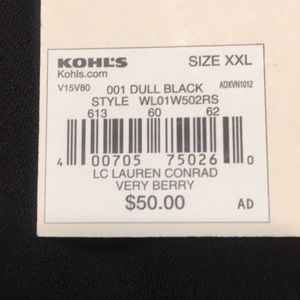 KOHL'S SIZE XXL
Kohls.com
V15V80 001 DULL BLACK ADXVN1012
STYLE WL01W502RS
613 60 62
4 00705 75026 0
LC LAUREN CONRAD
VERY BERRY
$50.00 AD